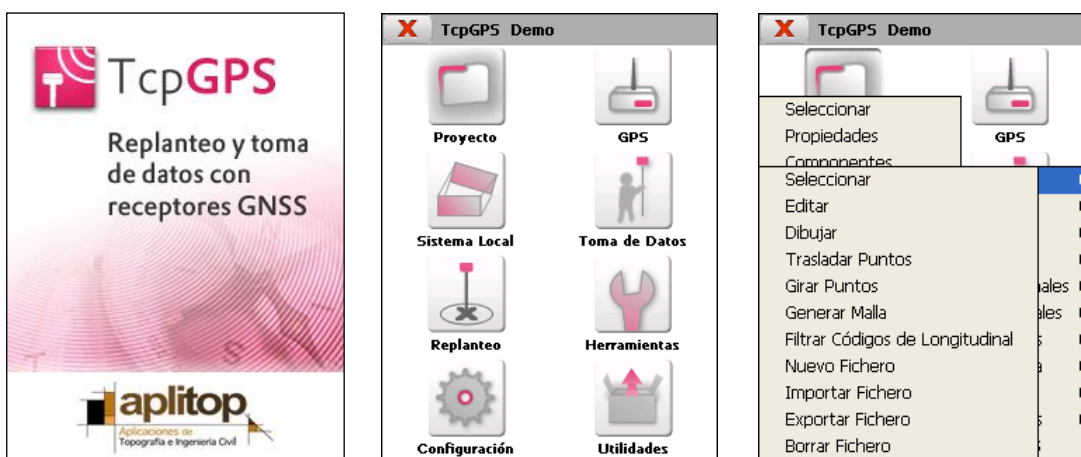 TcpGPS
Replanteo y toma
de datos con
receptores GNSS
aplitop
Aplicaciones de
Topografía e Ingeniería Civil
X TcpGPS Demo
Proyecto
GPS
Sistema Local
Toma de Datos
Replanteo
Herramientas
Configuración
Utilidades
X TcpGPS Demo
GPS
Seleccionar
Propiedades
Componentes
Seleccionar
Editar
Dibujar
Trasladar Puntos
Girar Puntos
Generar Malla
Filtrar Códigos de Longitudinal
Nuevo Fichero
Importar Fichero
Exportar Fichero
Borrar Fichero